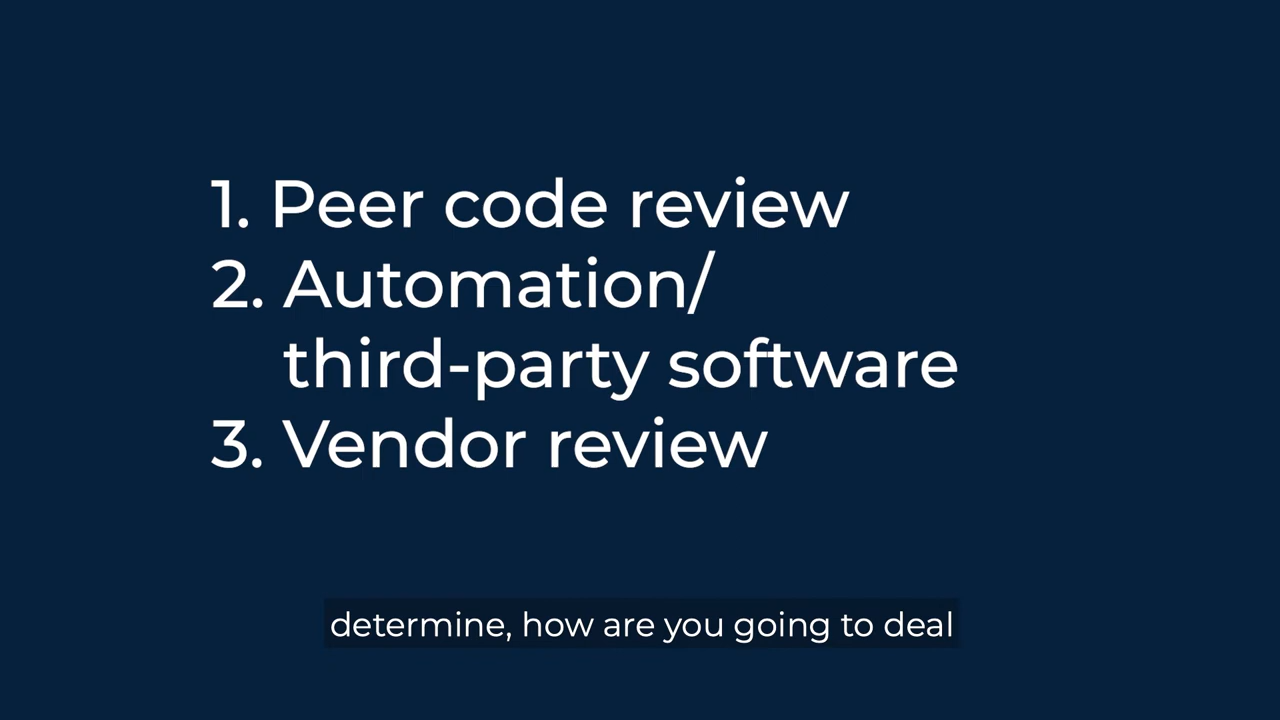 1. Peer code review
2. Automation/
third-party software
3. Vendor review
determine, how are you going to deal